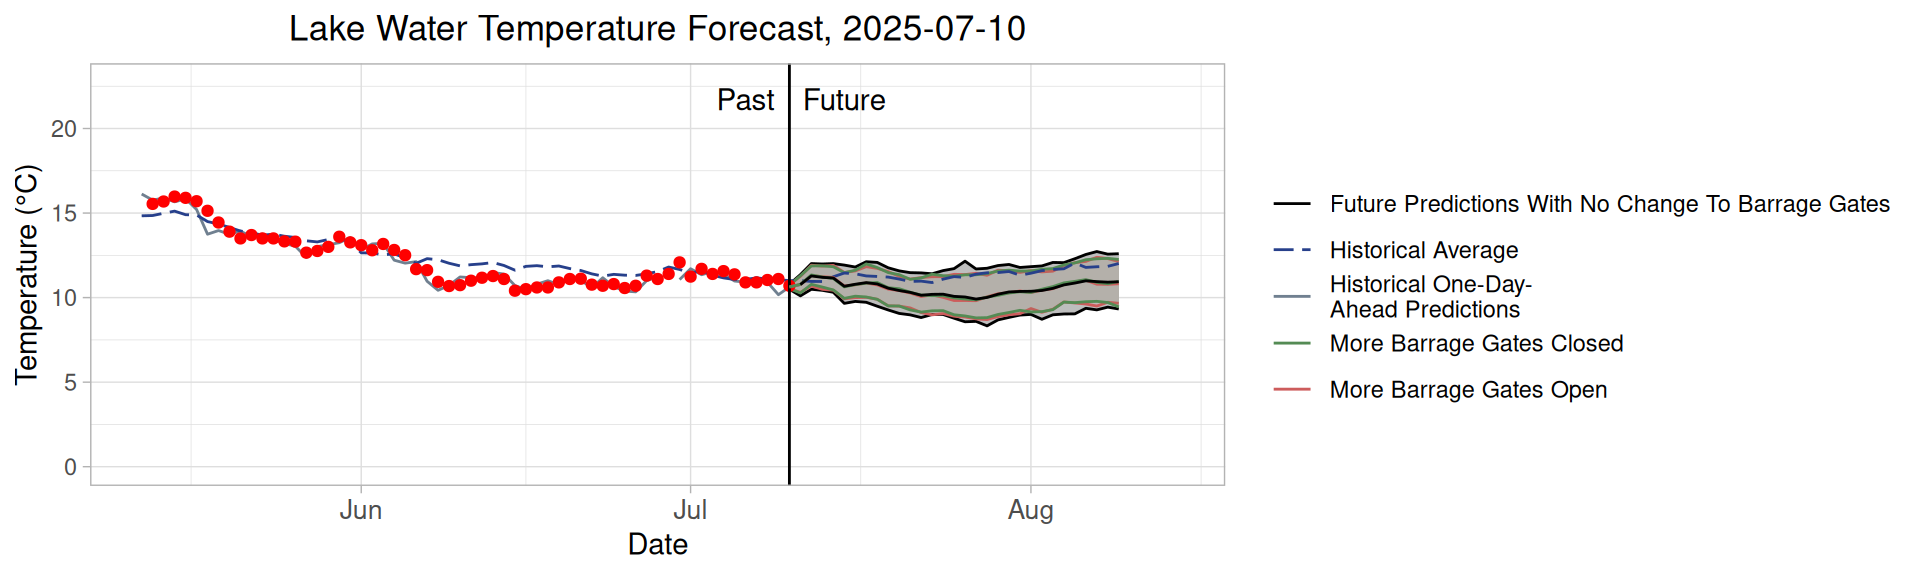 Lake Water Temperature Forecast, 2025-07-10
Past
Future
20
15
10
5
0
Temperature (°C)
Jun
Jul
Aug
Date
Future Predictions With No Change To Barrage Gates
Historical Average
Historical One-Day-
Ahead Predictions
More Barrage Gates Closed
More Barrage Gates Open